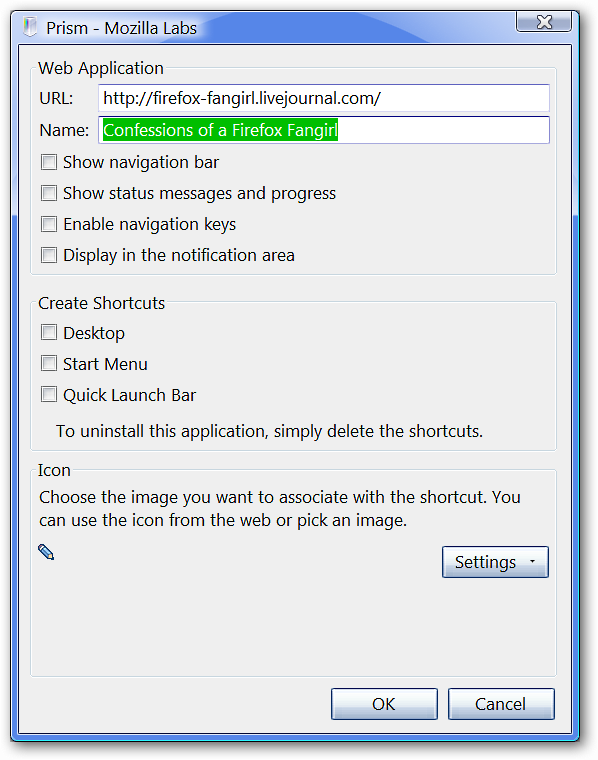 Prism - Mozilla Labs
Web Application
URL: http://firefox-fangirl.livejournal.com/
Name: Confessions of a Firefox Fangirl
Show navigation bar
Show status messages and progress
Enable navigation keys
Display in the notification area
Create Shortcuts
Desktop
Start Menu
Quick Launch Bar
To uninstall this application, simply delete the shortcuts.
Icon
Choose the image you want to associate with the shortcut. You
can use the icon from the web or pick an image.
Settings
OK Cancel